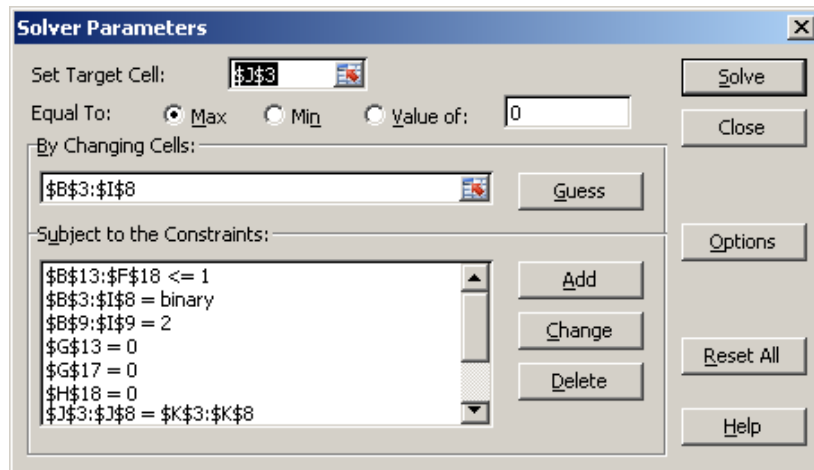 Solver Parameters
Set Target Cell: $J$3 Solve
Equal To: Max Min Value of: 0 Close
By Changing Cells:
$B$3:$I$8 Guess
Subject to the Constraints: Options
$B$13:$F$18 <= 1 Add
$B$3:$I$8 = binary
$B$9:$I$9 = 2 Change
$G$13 = 0
$G$17 = 0 Reset All
$H$18 = 0 Delete
$J$3:$J$8 = $K$3:$K$8
Help